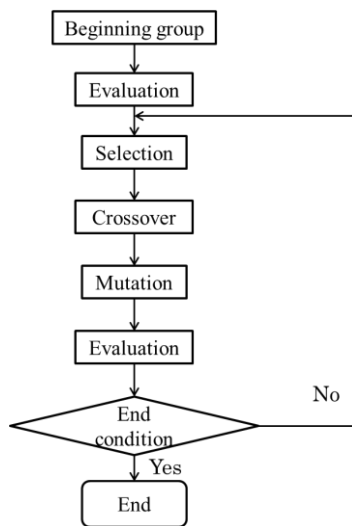 Beginning group
Evaluation
Selection
Crossover
Mutation
Evaluation
End
condition
No
Yes
End